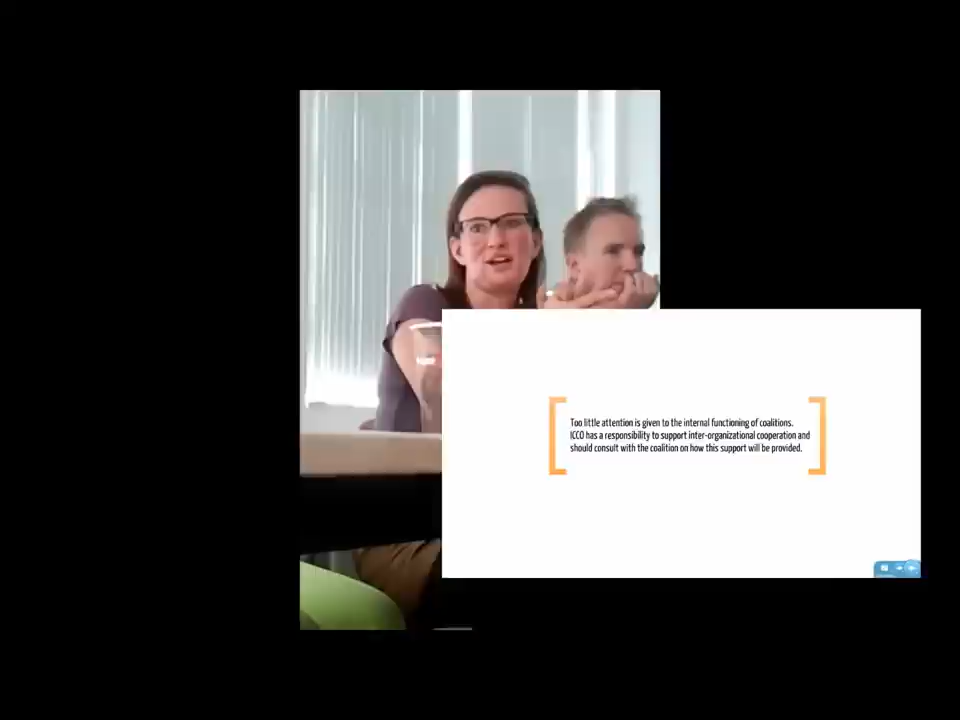 Too little attention is given to the internal functioning of coalitions.
ICCO has a responsibility to support inter-organizational cooperation and
should consult with the coalition on how this support will be provided.